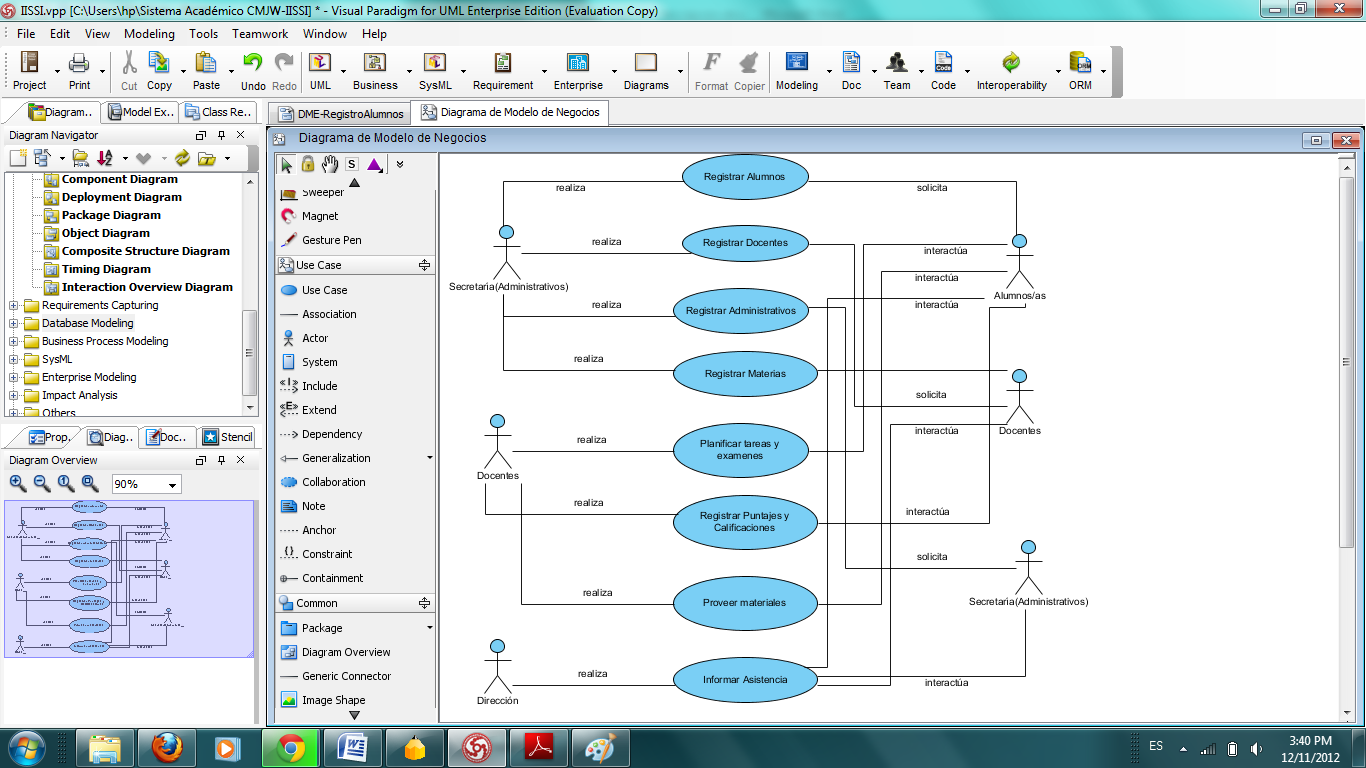 IISSI.vpp [C:\Users\hp\Sistema Académico CMJW-IISSI] * - Visual Paradigm for UML Enterprise Edition (Evaluation Copy)
File Edit View Modeling Tools Teamwork Window Help
Project Print Cut Copy Paste Undo Redo UML Business SysML Requirement Enterprise Diagrams Format Copier Modeling Doc Team Code Interoperability ORM
Diagram.. Model Ex.. Class Re..
DME-RegistroAlumnos
Diagrama de Modelo de Negocios
Diagram Navigator
Component Diagram
Deployment Diagram
Package Diagram
Object Diagram
Composite Structure Diagram
Timing Diagram
Interaction Overview Diagram
Requirements Capturing
Database Modeling
Business Process Modeling
SysML
Enterprise Modeling
Impact Analysis
Others
Prop. Diag.. Doc.. Stencil
Diagram Overview
90%
Diagrama de Modelo de Negocios
S
Sweeper
Magnet
Gesture Pen
Use Case
Use Case
Association
Actor
System
Include
Extend
Dependency
Generalization
Collaboration
Note
Anchor
Constraint
Containment
Common
Package
Diagram Overview
Generic Connector
Image Shape
Registrar Alumnos
realiza
solicita
Registrar Docentes
realiza
interactúa
interactúa
interactúa
Secretaria(Administrativos)
Alumnos/as
realiza
Registrar Administrativos
realiza
Registrar Materias
solicita
interactúa
Docentes
realiza
Planificar tareas y
examenes
Docentes
realiza
Registrar Puntajes y
Calificaciones
interactúa
solicita
realiza
Proveer materiales
Secretaria(Administrativos)
realiza
Informar Asistencia
interactúa
Dirección
ES
3:40 PM
12/11/2012